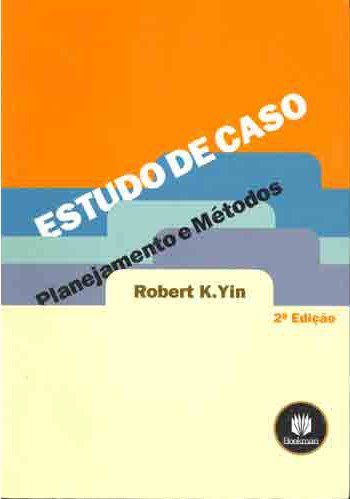 ESTUDO DE CASO
Planejamento e Métodos
Robert K.Yin
2ª Edição
Bookman